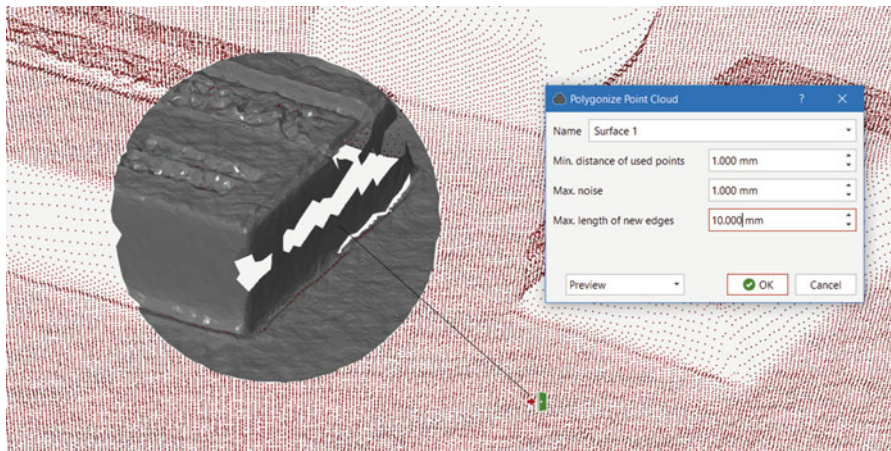 Polygonize Point Cloud ? ×
Name Surface 1
Min. distance of used points 1.000 mm
Max. noise 1.000 mm
Max. length of new edges 10.000 mm
Preview OK Cancel